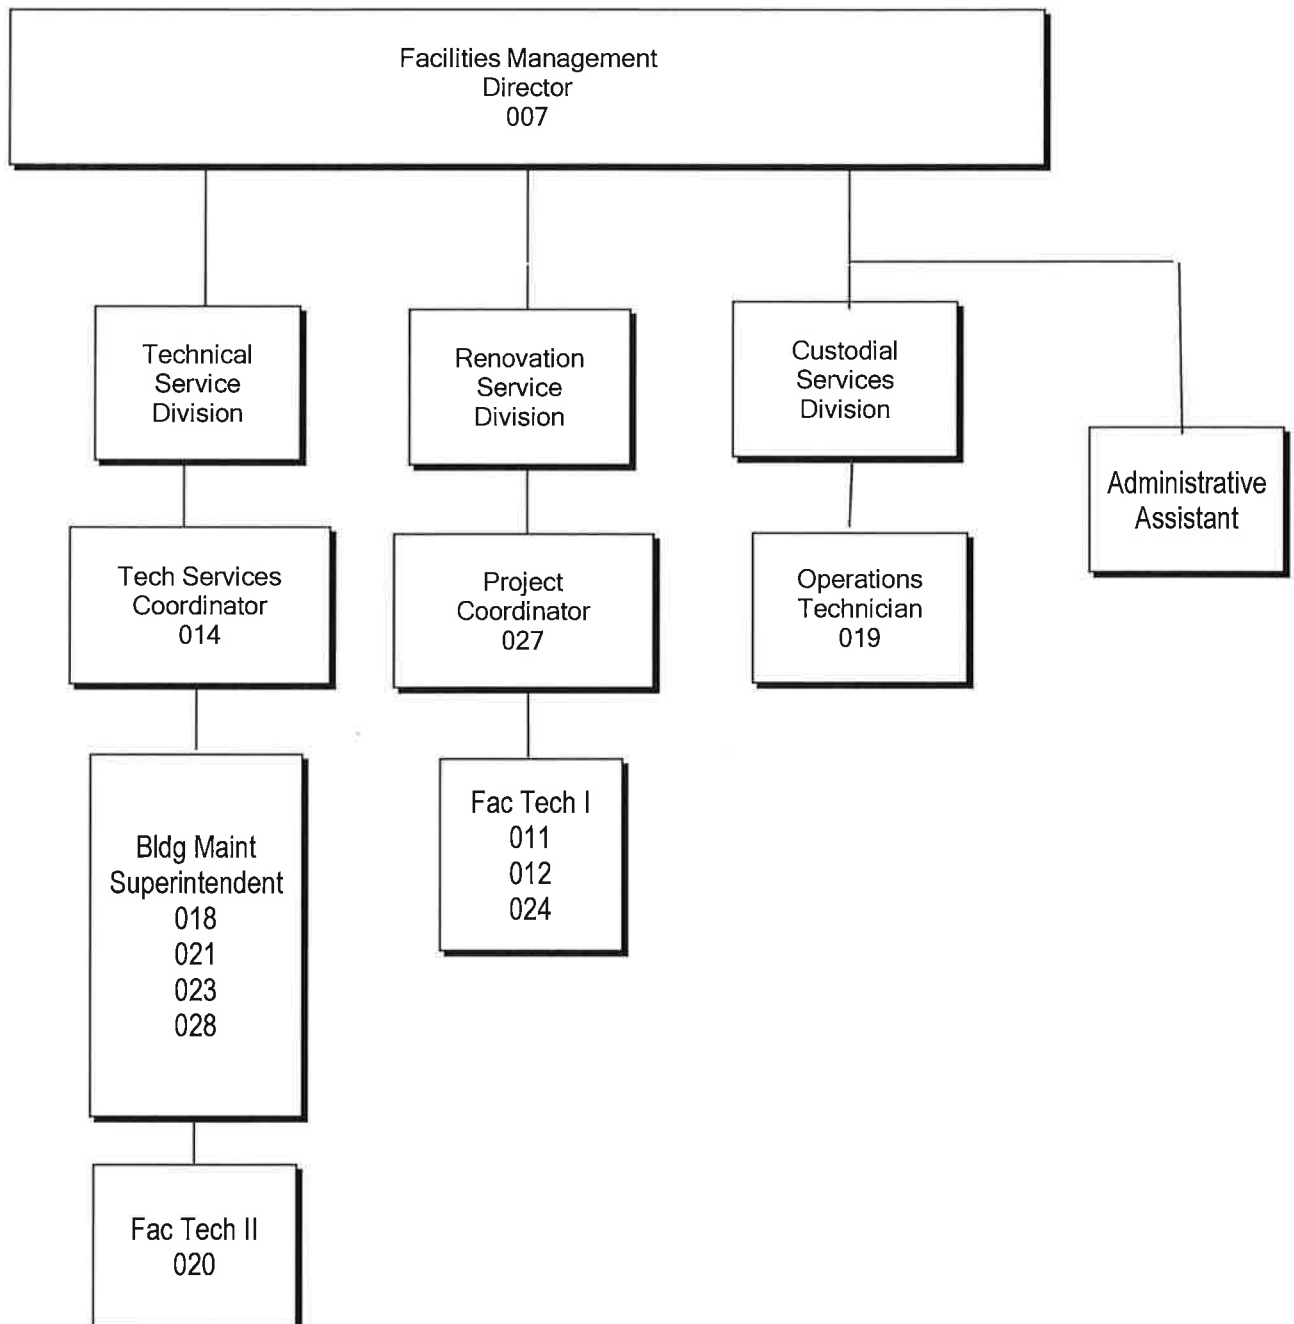 Facilities Management
Director
007
Technical
Service
Division
Renovation
Service
Division
Custodial
Services
Division
Administrative
Assistant
Tech Services
Coordinator
014
Project
Coordinator
027
Operations
Technician
019
Bldg Maint
Superintendent
018
021
023
028
Fac Tech I
011
012
024
Fac Tech II
020